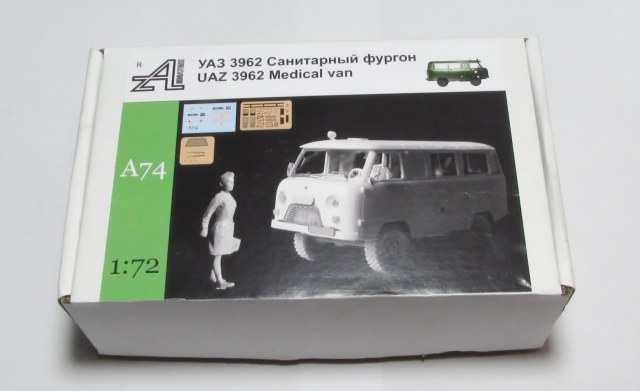 R
УАЗ 3962 Санитарный фургон
UAZ 3962 Medical van
A74
1:72